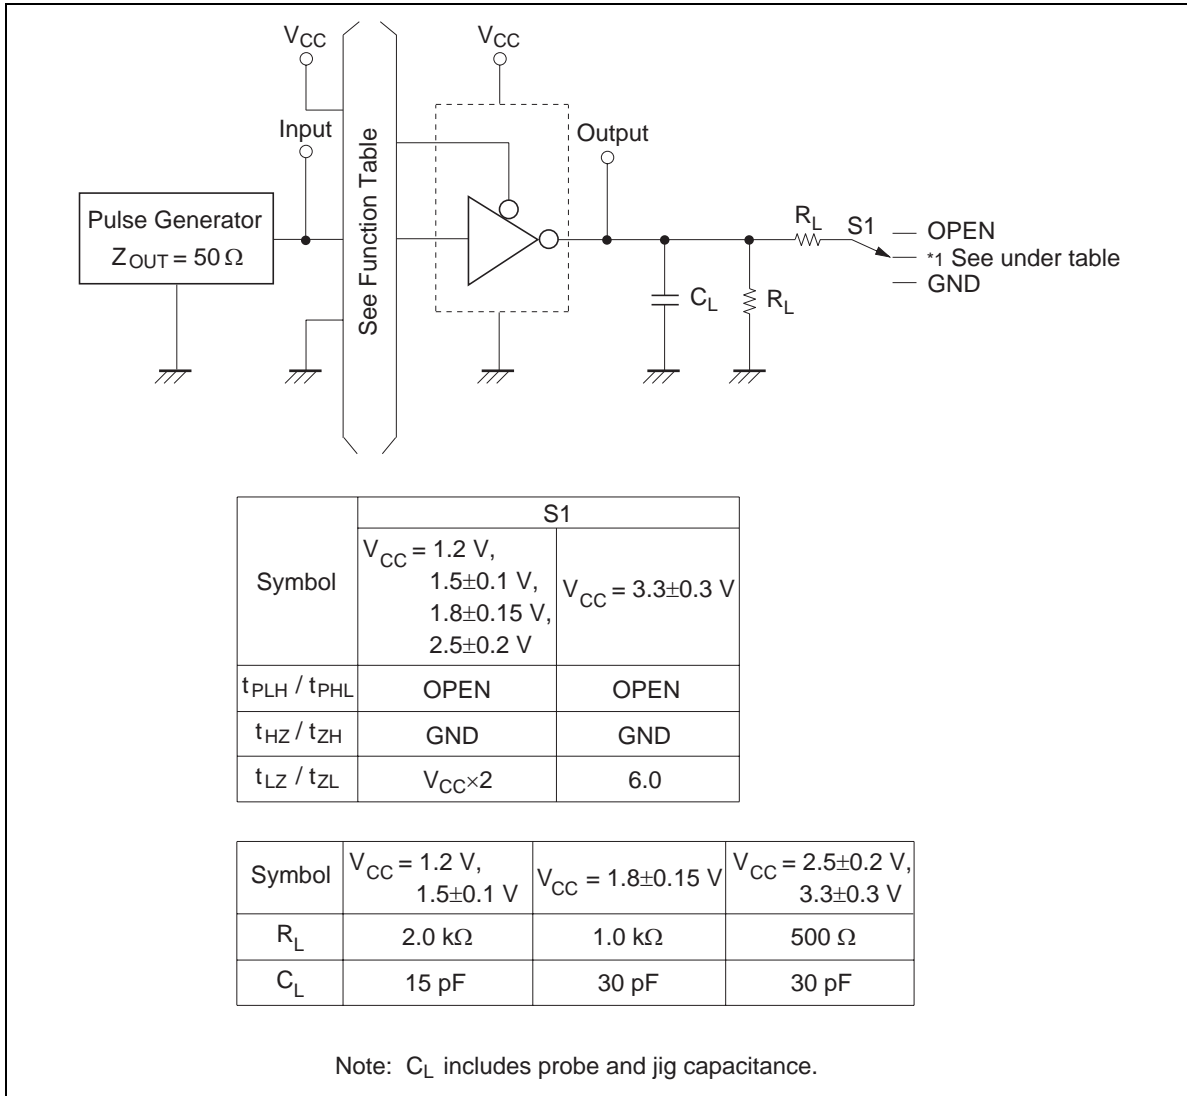 VCC
VCC
Input
Output
See Function Table
Pulse Generator
ZOUT = 50 Ω
RL
S1
OPEN
*1 See under table
GND
CL
RL
Symbol
S1
VCC = 1.2 V,
1.5±0.1 V,
1.8±0.15 V,
2.5±0.2 V
VCC = 3.3±0.3 V
tPLH / tPHL
OPEN
OPEN
tHZ / tZH
GND
GND
tLZ / tZL
VCC×2
6.0
Symbol
VCC = 1.2 V,
1.5±0.1 V
VCC = 1.8±0.15 V
VCC = 2.5±0.2 V,
3.3±0.3 V
RL
2.0 kΩ
1.0 kΩ
500 Ω
CL
15 pF
30 pF
30 pF
Note: CL includes probe and jig capacitance.